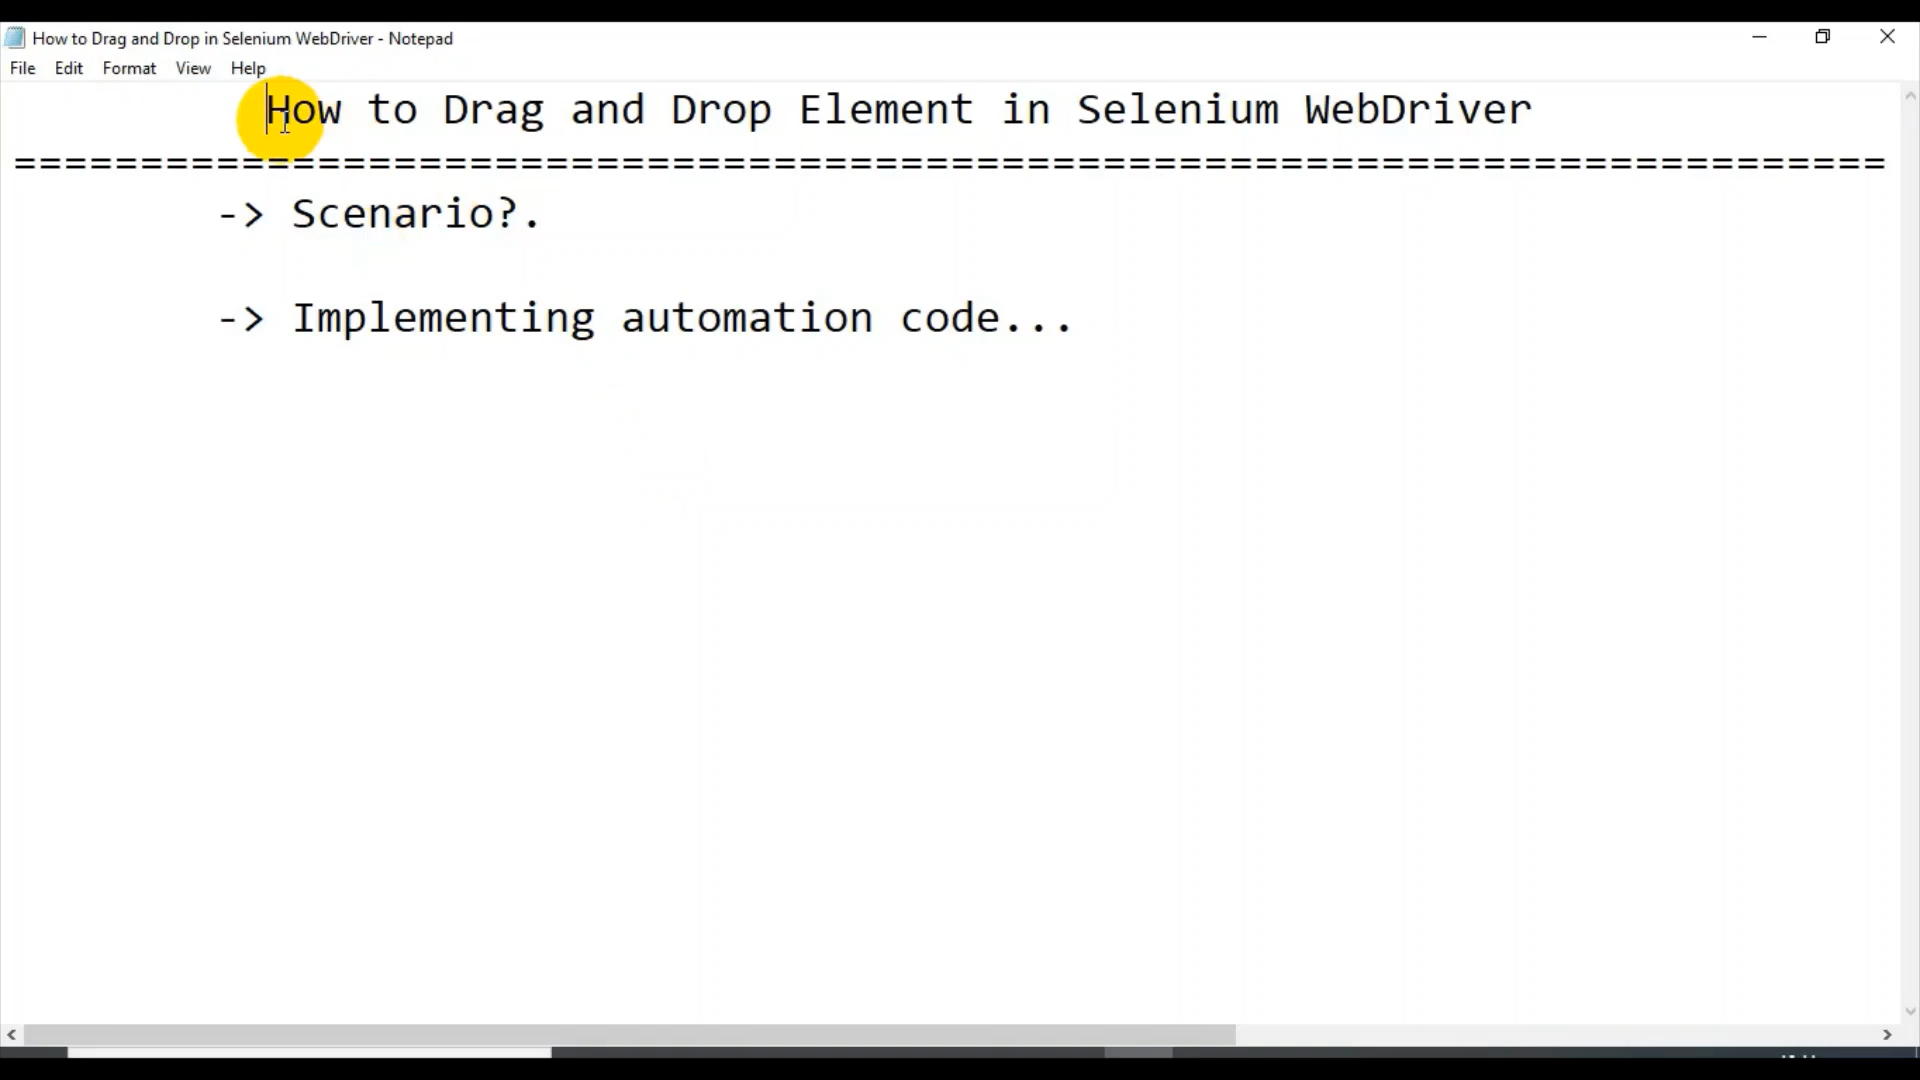 How to Drag and Drop in Selenium WebDriver - Notepad
File Edit Format View Help
How to Drag and Drop Element in Selenium WebDriver
==========================================================================
-> Scenario?.
-> Implementing automation code...